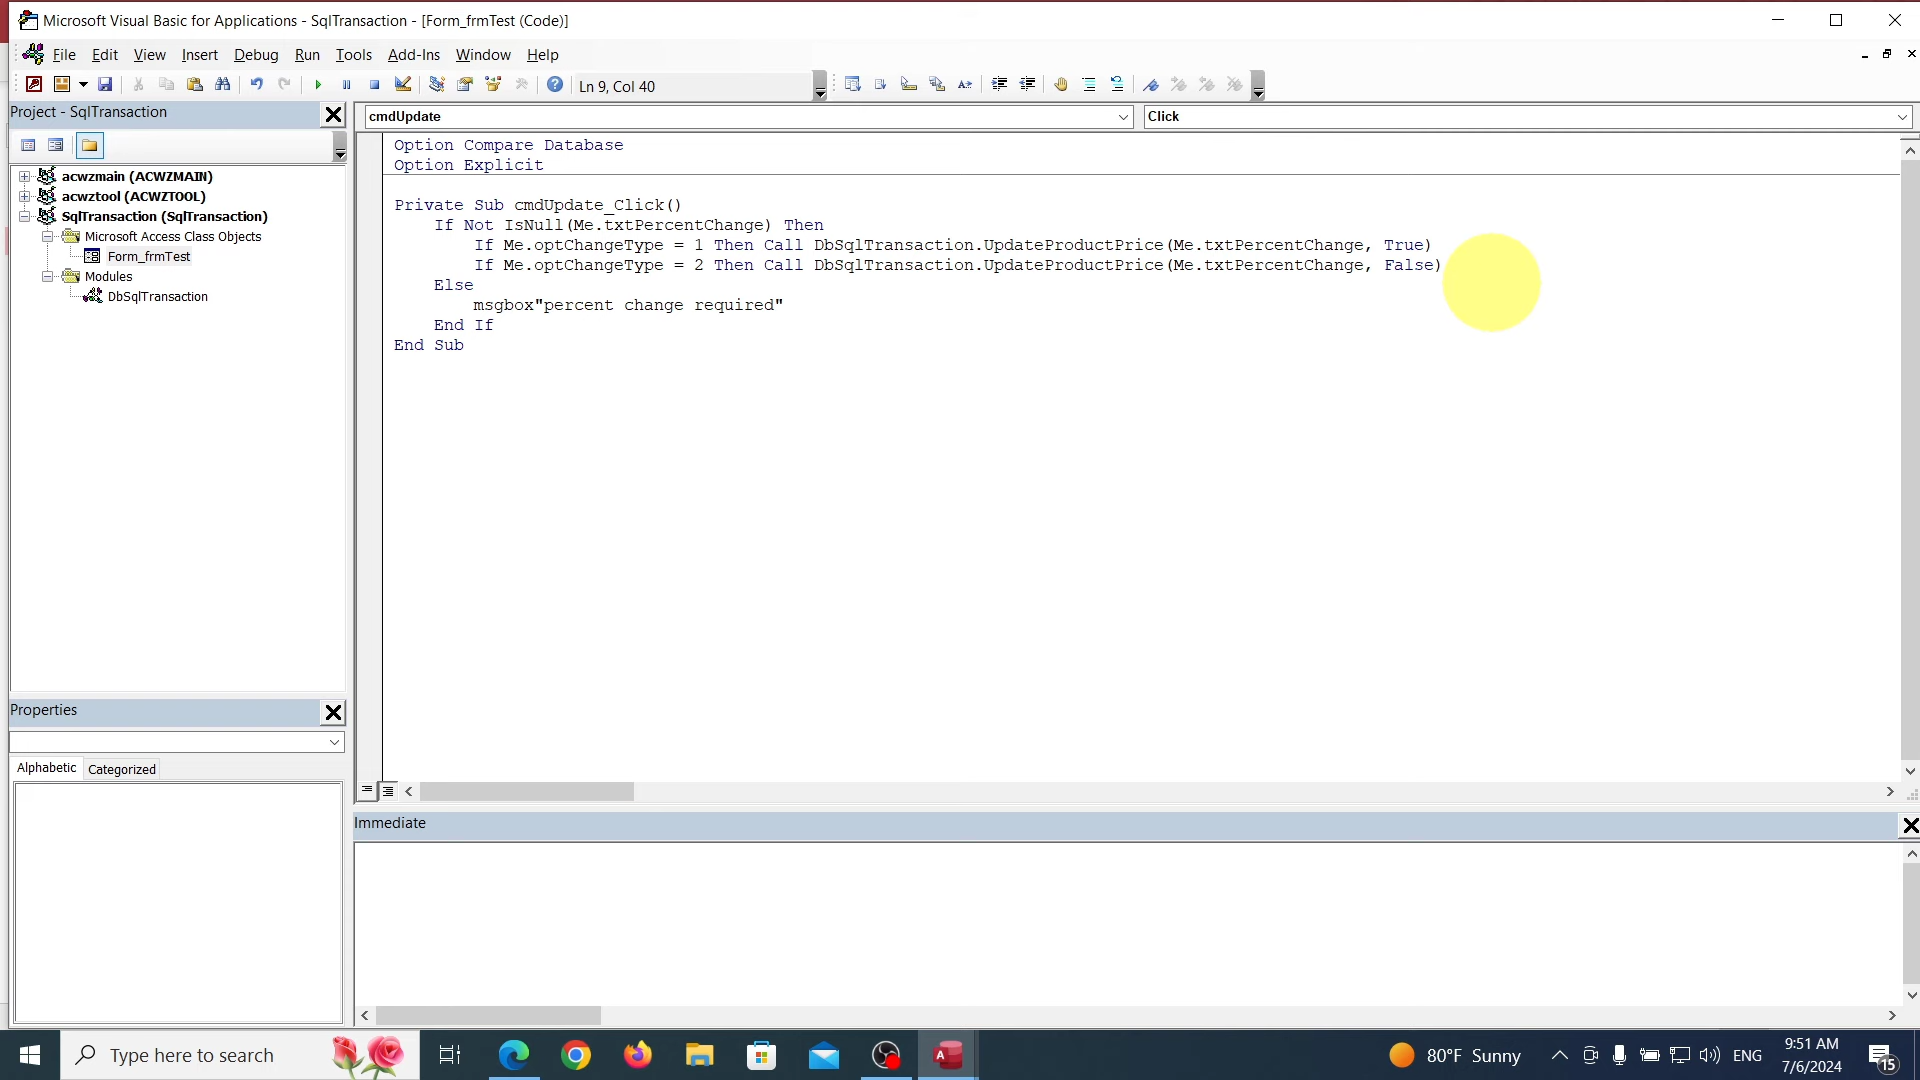 Microsoft Visual Basic for Applications - SqlTransaction - [Form_frmTest (Code)]
File Edit View Insert Debug Run Tools Add-Ins Window Help
Ln 9, Col 40
Project - SqlTransaction
cmdUpdate
Click
acwzmain (ACWZMAIN)
acwztool (ACWZTOOL)
SqlTransaction (SqlTransaction)
Microsoft Access Class Objects
Form_frmTest
Modules
DbSqlTransaction
Option Compare Database
Option Explicit
Private Sub cmdUpdate_Click()
If Not IsNull(Me.txtPercentChange) Then
If Me.optChangeType = 1 Then Call DbSqlTransaction.UpdateProductPrice(Me.txtPercentChange, True)
If Me.optChangeType = 2 Then Call DbSqlTransaction.UpdateProductPrice(Me.txtPercentChange, False)
Else
msgbox"percent change required"
End If
End Sub
Properties
Alphabetic Categorized
Immediate
Type here to search
80°F Sunny
ENG
9:51 AM
7/6/2024
15